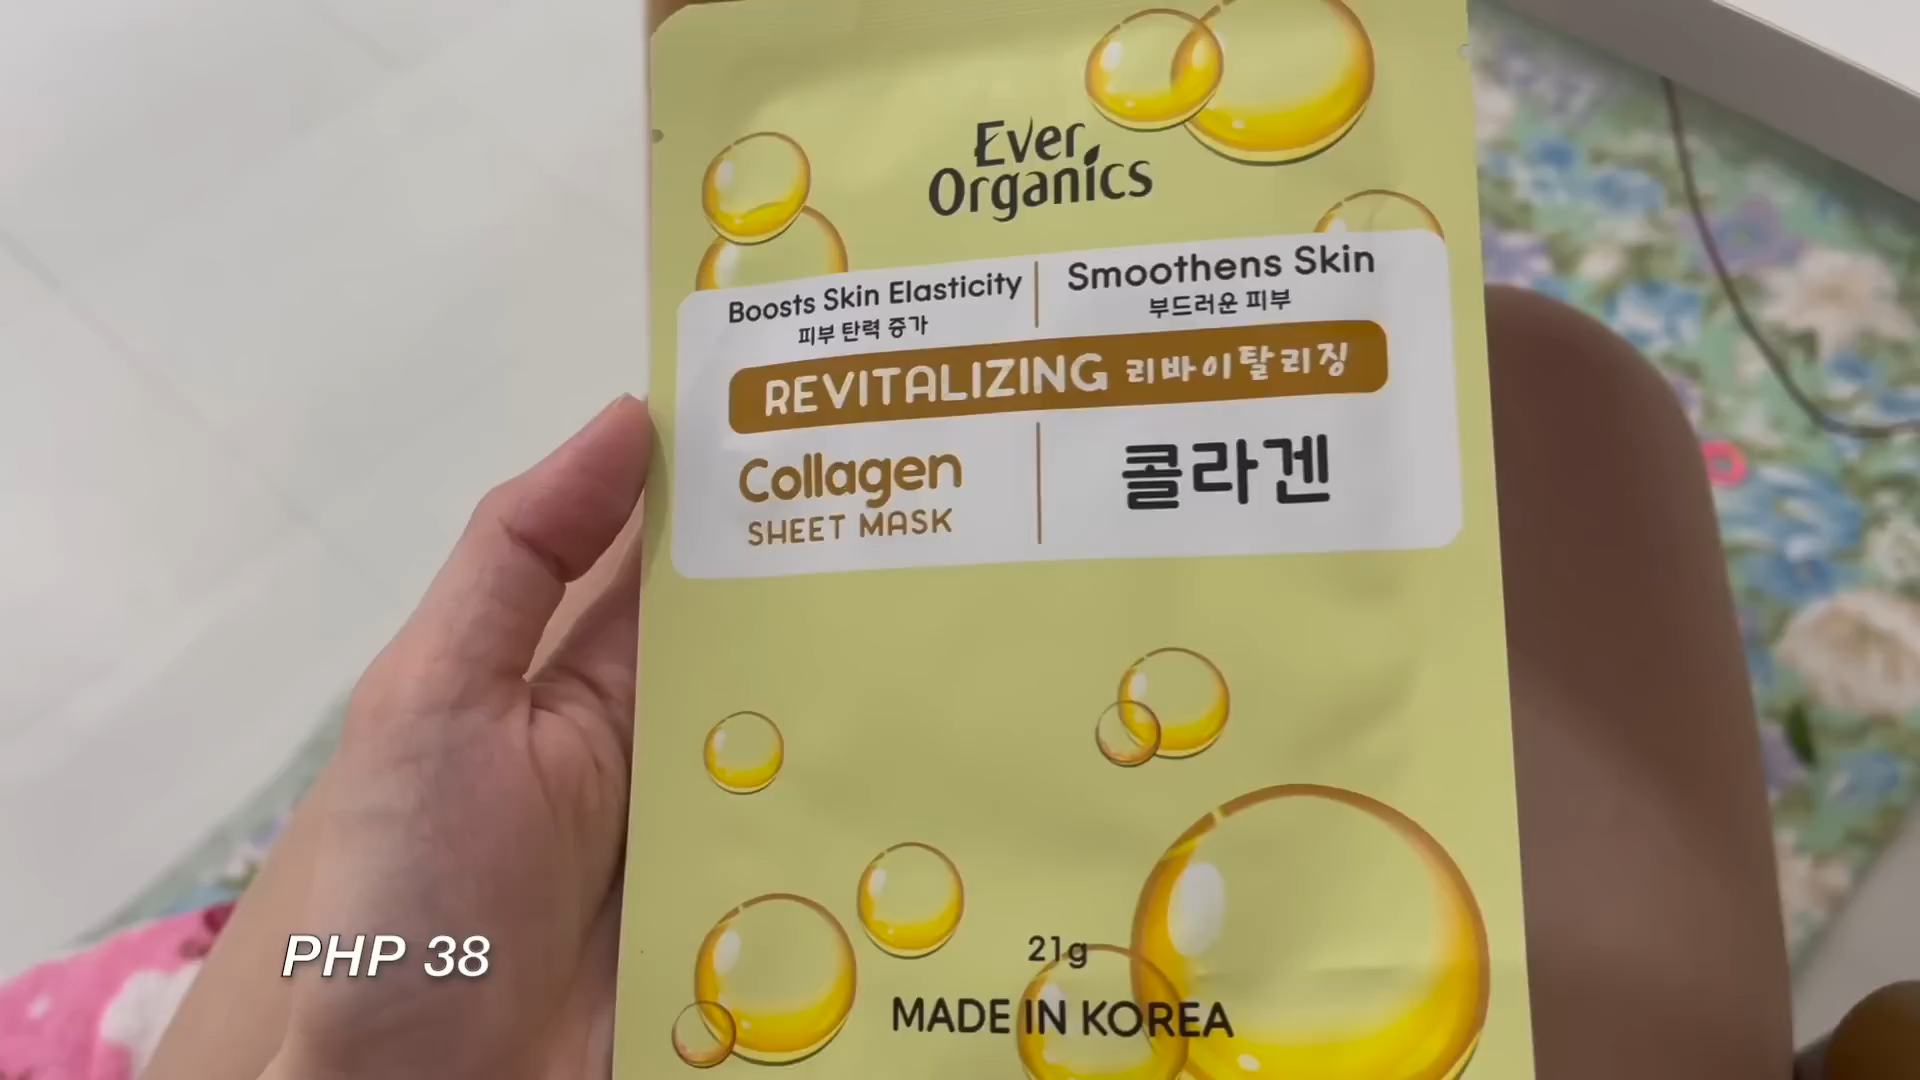 Ever
Organics
Boosts Skin Elasticity
피부 탄력 증가
Smoothens Skin
부드러운 피부
REVITALIZING 리바이탈리징
Collagen
SHEET MASK
콜라겐
PHP 38
21g
MADE IN KOREA